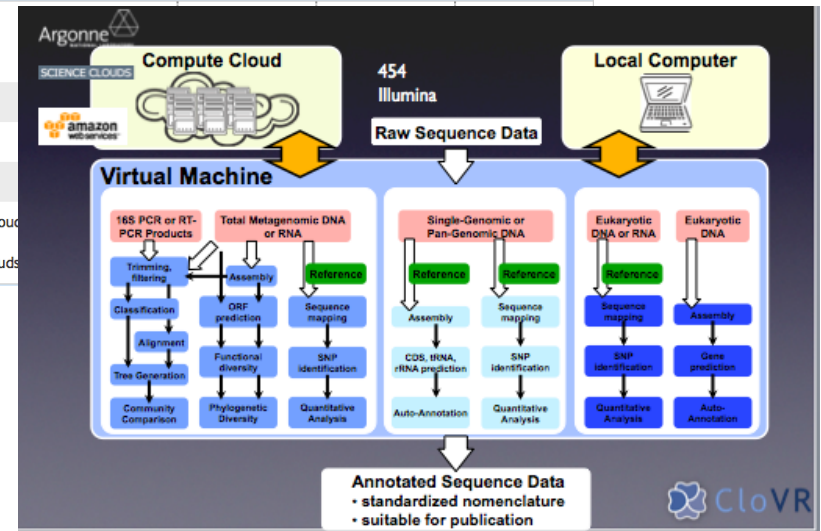 Argonne
NATIONAL LABORATORY
SCIENCE CLOUDS
amazon
webservices
Compute Cloud
454
Illumina
Raw Sequence Data
Local Computer
Virtual Machine
16S PCR or RT-
PCR Products
Total Metagenomic DNA
or RNA
Single-Genomic or
Pan-Genomic DNA
Eukaryotic
DNA or RNA
Eukaryotic
DNA
Trimming,
filtering
Classification
Alignment
Tree Generation
Community
Comparison
Assembly
ORF
prediction
Functional
diversity
Phylogenetic
Diversity
Reference
Sequence
mapping
SNP
identification
Quantitative
Analysis
Reference
Assembly
CDS, tRNA,
rRNA prediction
Auto-Annotation
Reference
Sequence
mapping
SNP
identification
Quantitative
Analysis
Reference
Sequence
mapping
SNP
identification
Quantitative
Analysis
Assembly
Gene
prediction
Auto-
Annotation
Annotated Sequence Data
• standardized nomenclature
• suitable for publication
CloVR